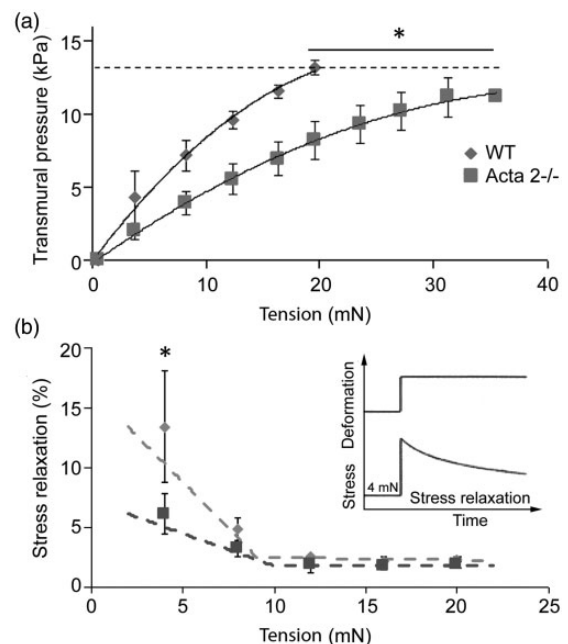 (a)
*
15
10
5
0
Transmural pressure (kPa)
WT
Acta 2-/-
0 10 20 30 40
Tension (mN)
(b)
*
20
15
10
5
0
Stress relaxation (%)
Deformation
Stress
4 mN
Stress relaxation
Time
0 5 10 15 20 25
Tension (mN)